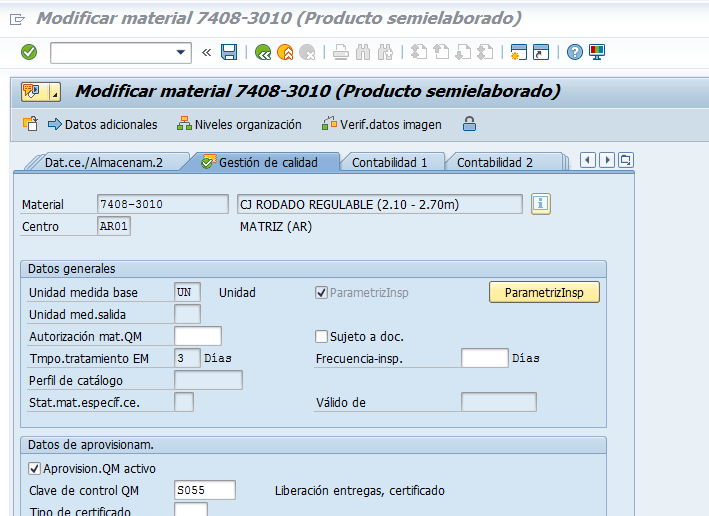 Modificar material 7408-3010 (Producto semielaborado)
Modificar material 7408-3010 (Producto semielaborado)
Datos adicionales Niveles organización Verif.datos imagen
Dat.ce./Almacenam.2 Gestión de calidad Contabilidad 1 Contabilidad 2
Material 7408-3010 CJ RODADO REGULABLE (2.10 - 2.70m)
Centro AR01 MATRIZ (AR)
Datos generales
Unidad medida base UN Unidad ParametrizInsp ParametrizInsp
Unidad med.salida
Autorización mat.QM Sujeto a doc.
Tmpo.tratamiento EM 3 Días Frecuencia-insp. Días
Perfil de catálogo
Stat.mat.específ.ce. Válido de
Datos de aprovisionam.
Aprovision.QM activo
Clave de control QM S055 Liberación entregas, certificado
Tipo de certificado